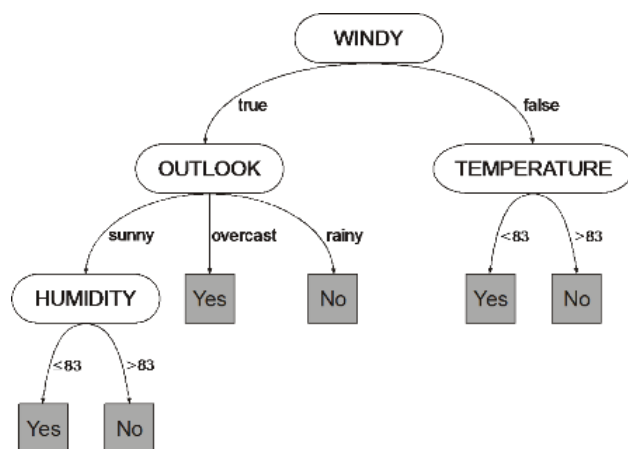 WINDY
true
false
OUTLOOK
TEMPERATURE
sunny
overcast
rainy
<83
>83
HUMIDITY
Yes
No
Yes
No
<83
>83
Yes
No